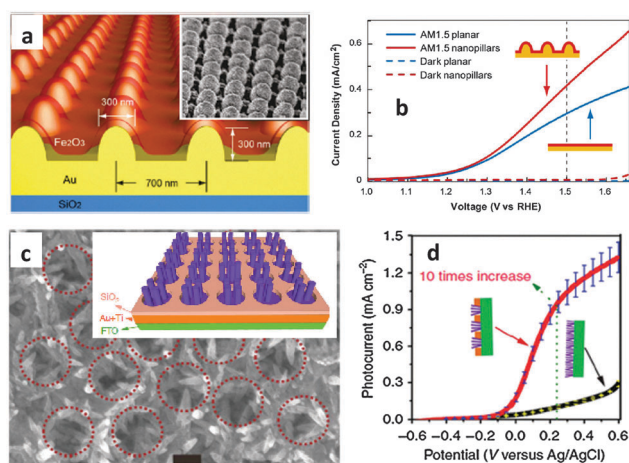 a
300 nm
Fe2O3
300 nm
Au
700 nm
SiO2
b
AM1.5 planar
AM1.5 nanopillars
Dark planar
Dark nanopillars
Current Density (mA/cm²)
0.6
0.4
0.2
0
1.0 1.1 1.2 1.3 1.4 1.5 1.6
Voltage (V vs RHE)
c
SiO2
Au+Ti
FTO
d
10 times increase
Photocurrent (mA cm⁻²)
1.5
1.2
0.9
0.6
0.3
0.0
−0.6 −0.4 −0.2 0.0 0.2 0.4 0.6
Potential (V versus Ag/AgCl)